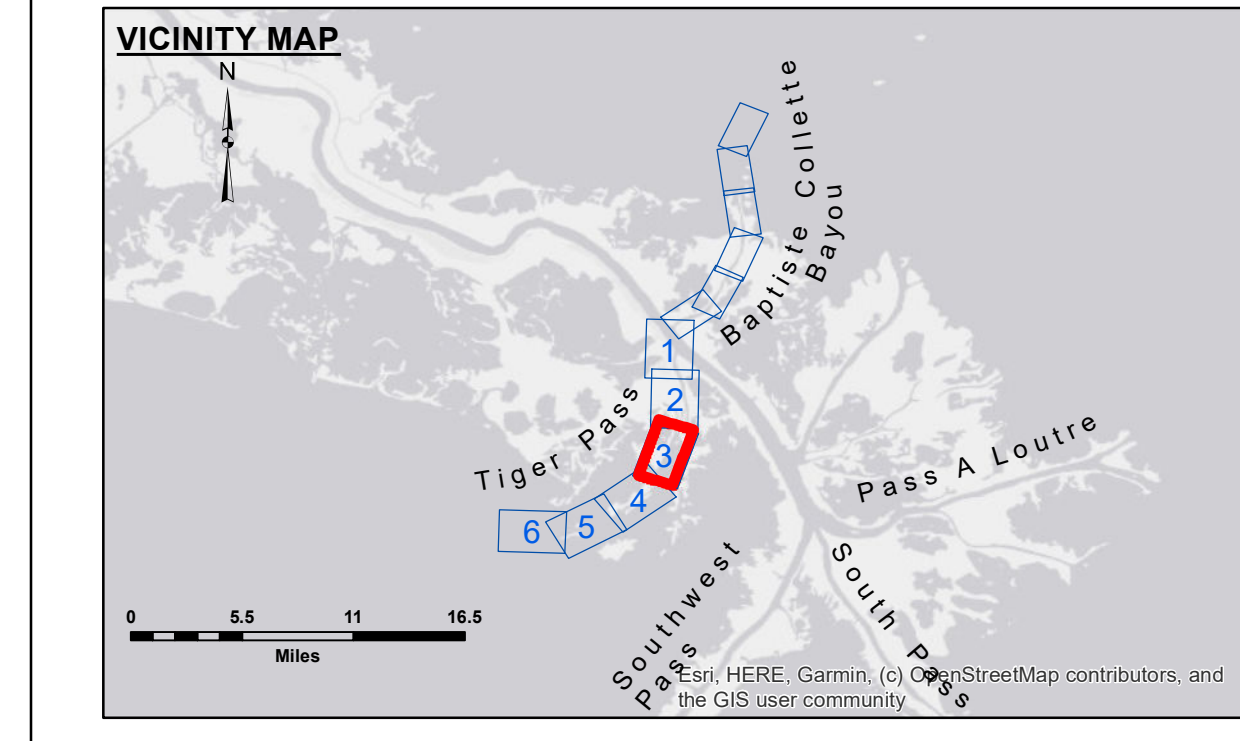 VICINITY MAP
N
Baptiste Collette
Bayou
1
2
Tiger Pass
3
Pass A Loutre
4
5
6
Southwest
Pass
South Pass
0 5.5 11 16.5
Miles
Esri, HERE, Garmin, (c) OpenStreetMap contributors, and
the GIS user community